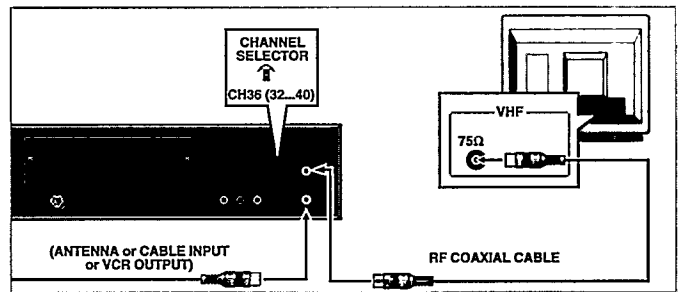 CHANNEL
SELECTOR
CH36 (32...40)
VHF
75Ω
(ANTENNA or CABLE INPUT
or VCR OUTPUT)
RF COAXIAL CABLE